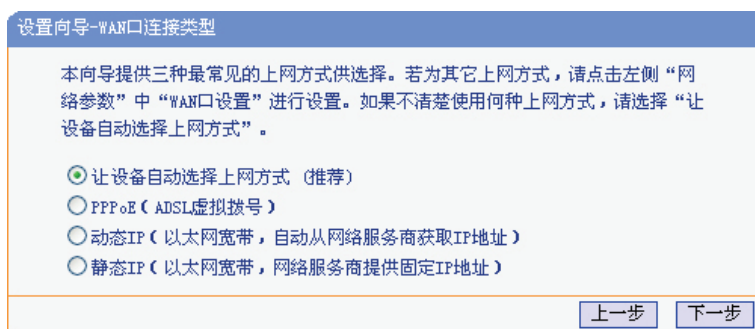 设置向导-WAN口连接类型
本向导提供三种最常见的上网方式供选择。若为其它上网方式，请点击左侧“网
络参数”中“WAN口设置”进行设置。如果不清楚使用何种上网方式，请选择“让
设备自动选择上网方式”。
让设备自动选择上网方式（推荐）
PPPoE（ADSL虚拟拨号）
动态IP（以太网宽带，自动从网络服务商获取IP地址）
静态IP（以太网宽带，网络服务商提供固定IP地址）
上一步 下一步